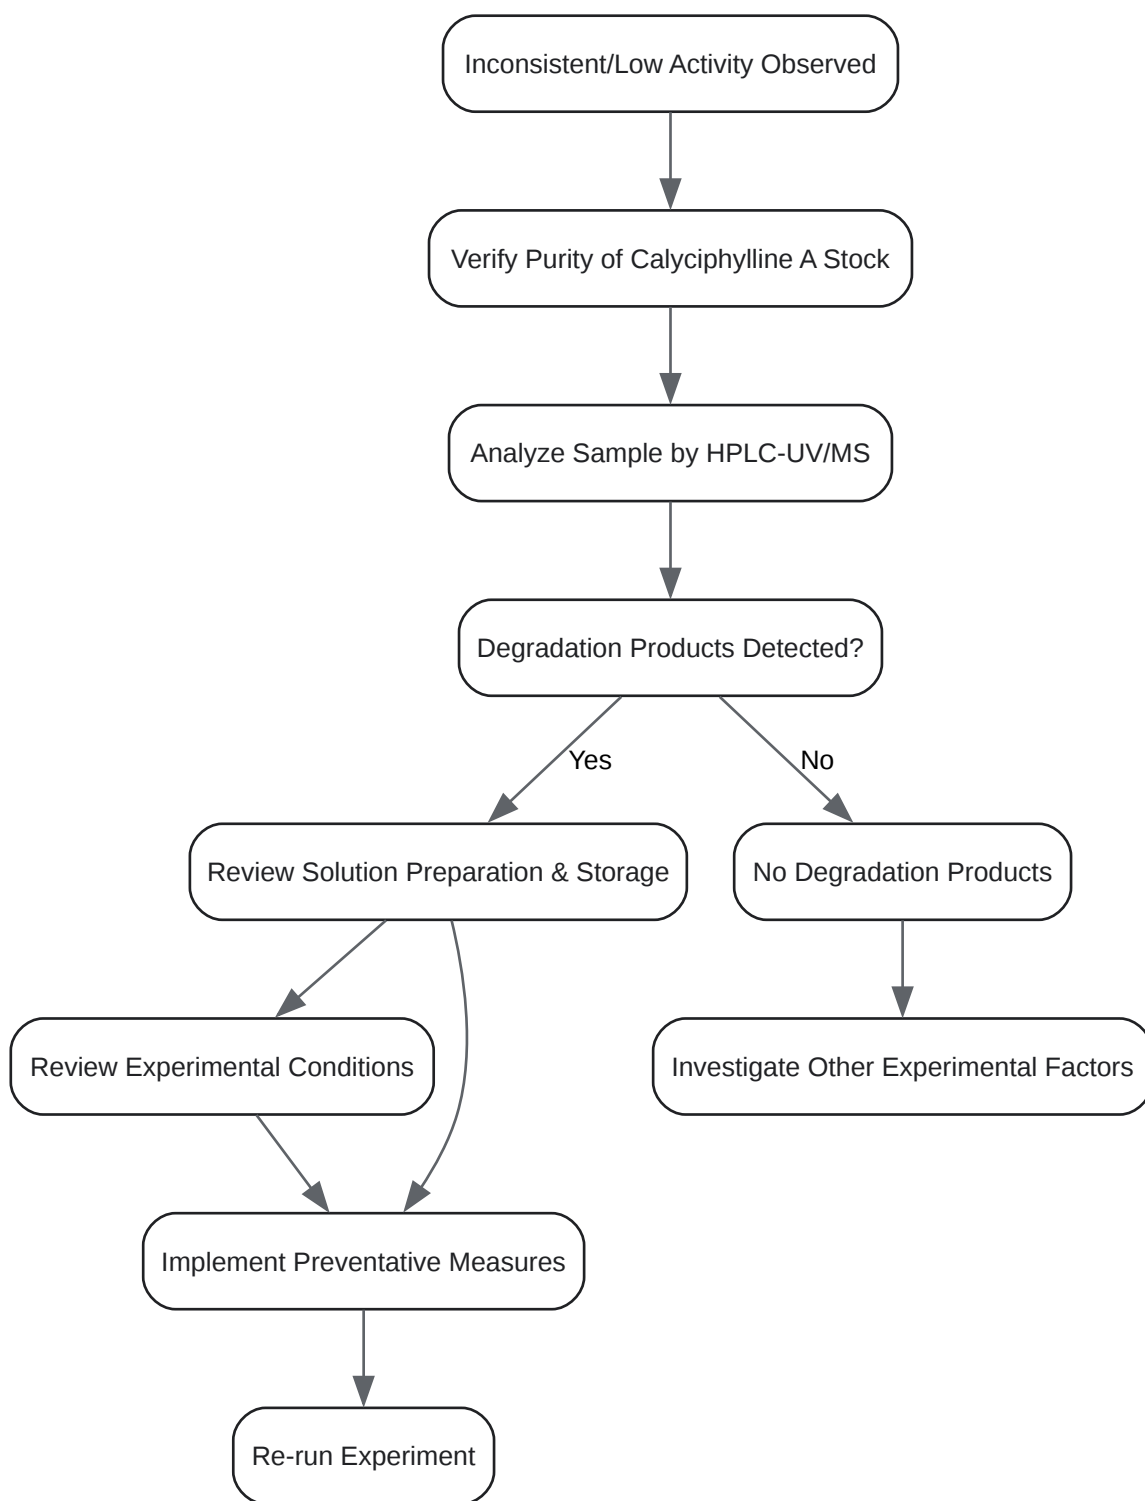 Inconsistent/Low Activity Observed
Verify Purity of Calyciphylline A Stock
Analyze Sample by HPLC-UV/MS
Degradation Products Detected?
Yes
No
Review Solution Preparation & Storage
No Degradation Products
Review Experimental Conditions
Investigate Other Experimental Factors
Implement Preventative Measures
Re-run Experiment